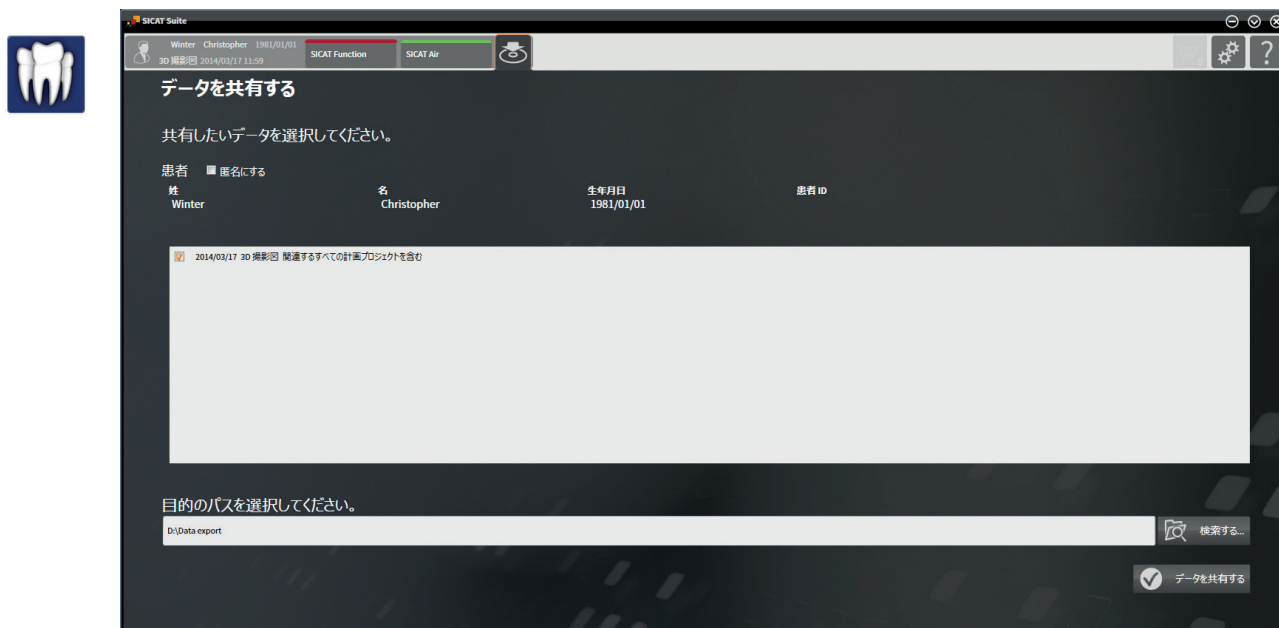 SICAT Suite
Winter Christopher 1981/01/01
3D 撮影図 2014/03/17 11:59
SICAT Function
SICAT Air
0
?
データを共有する
共有したいデータを選択してください。
患者 匿名にする
姓 名 生年月日 患者 ID
Winter Christopher 1981/01/01
2014/03/17 3D 撮影図 関連するすべての計画プロジェクトを含む
目的のパスを選択してください。
D:\Data export
検索する...
データを共有する